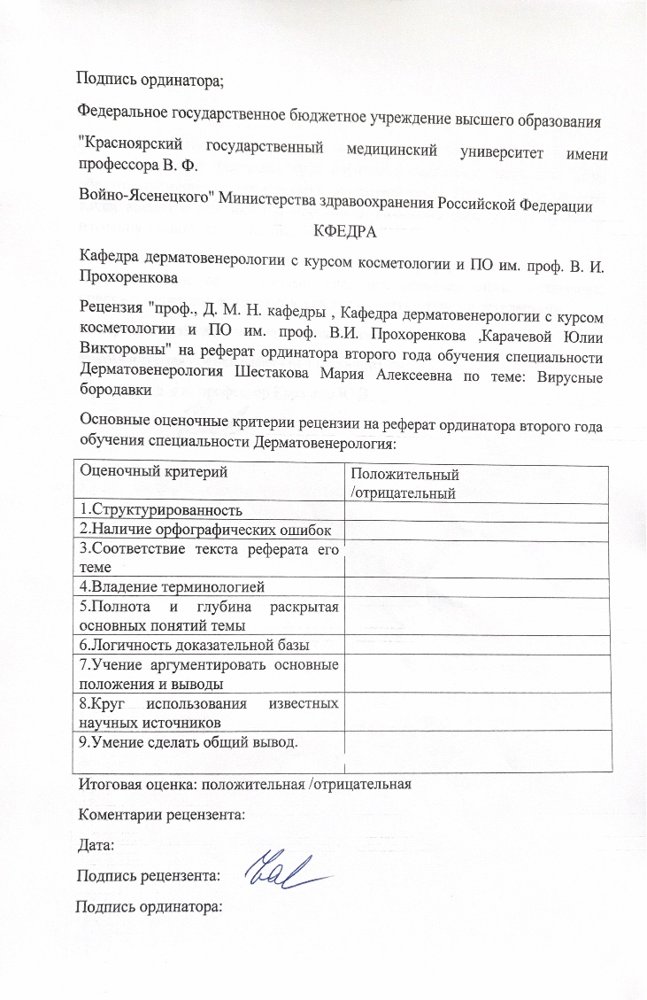 Подпись ординатора;
Федеральное государственное бюджетное учреждение высшего образования
"Красноярский государственный медицинский университет имени
профессора В. Ф.
Войно-Ясенецкого" Министерства здравоохранения Российской Федерации
КФЕДРА
Кафедра дерматовенерологии с курсом косметологии и ПО им. проф. В. И.
Прохоренкова
Рецензия "проф., Д. М. Н. кафедры , Кафедра дерматовенерологии с курсом
косметологии и ПО им. проф. В.И. Прохоренкова ,Карачевой Юлии
Викторовны" на реферат ординатора второго года обучения специальности
Дерматовенерология Шестакова Мария Алексеевна по теме: Вирусные
бородавки
Основные оценочные критерии рецензии на реферат ординатора второго года
обучения специальности Дерматовенерология:
Оценочный критерий
Положительный
/отрицательный
1.Структурированность
2.Наличие орфографических ошибок
3.Соответствие текста реферата его
теме
4.Владение терминологией
5.Полнота и глубина раскрытая
основных понятий темы
6.Логичность доказательной базы
7.Учение аргументировать основные
положения и выводы
8.Круг использования известных
научных источников
9.Умение сделать общий вывод.
Итоговая оценка: положительная /отрицательная
Коментарии рецензента:
Дата:
Подпись рецензента:
Подпись ординатора: